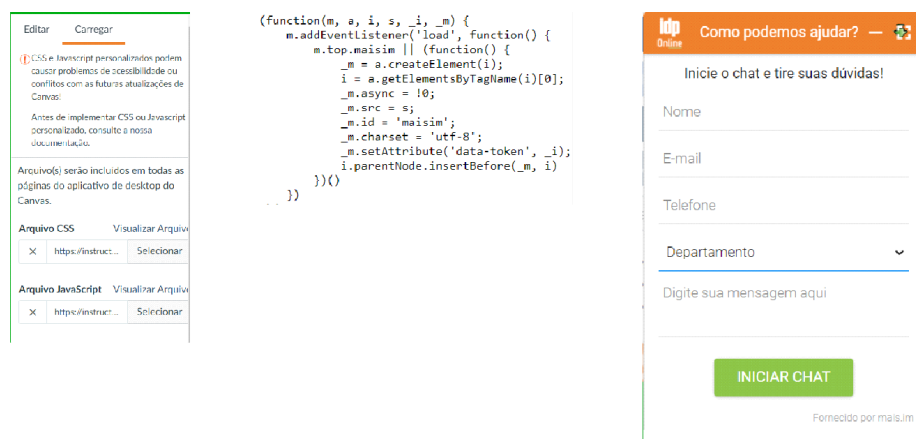 Editar Carregar
CSS e Javascript personalizados podem
causar problemas de acessibilidade ou
conflitos com as futuras atualizações de
Canvas!
Antes de implementar CSS ou Javascript
personalizado, consulte a nossa
documentação.
Arquivo(s) serão incluídos em todas as
páginas do aplicativo de desktop do
Canvas.
Arquivo CSS Visualizar Arquiv
https://instruct... Selecionar
Arquivo JavaScript Visualizar Arquiv
https://instruct... Selecionar
(function(m, a, i, s, _i, _m) {
m.addEventListener('load', function() {
m.top.maisim || (function() {
_m = a.createElement(i);
i = a.getElementsByTagName(i)[0];
_m.async = !0;
_m.src = s;
_m.id = 'maisim';
_m.charset = 'utf-8';
_m.setAttribute('data-token', _i);
i.parentNode.insertBefore(_m, i)
})()
})
idp
Online
Como podemos ajudar?
Inicie o chat e tire suas dúvidas!
Nome
E-mail
Telefone
Departamento
Digite sua mensagem aqui
INICIAR CHAT
Fornecido por mais.im